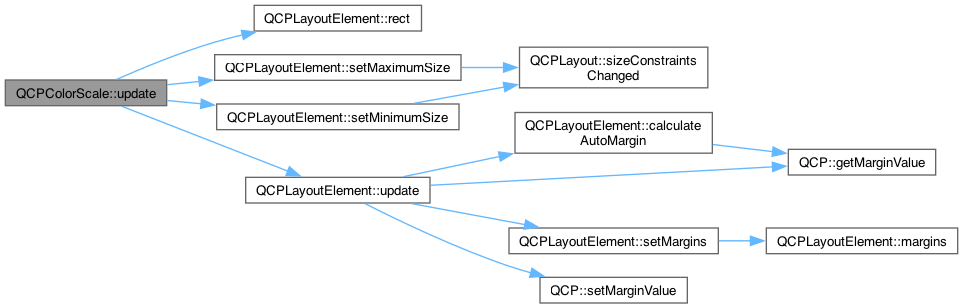 QCPColorScale::update
QCPLayoutElement::rect
QCPLayoutElement::setMaximumSize
QCPLayout::sizeConstraints
Changed
QCPLayoutElement::setMinimumSize
QCPLayoutElement::update
QCPLayoutElement::calculate
AutoMargin
QCP::getMarginValue
QCPLayoutElement::setMargins
QCPLayoutElement::margins
QCP::setMarginValue